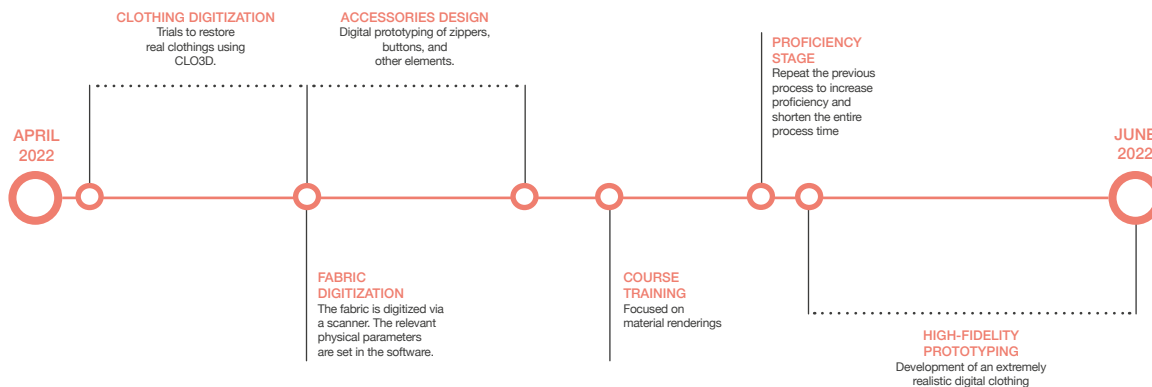 APRIL
2022
CLOTHING DIGITIZATION
Trials to restore
real clothings using
CLO3D.
ACCESSORIES DESIGN
Digital prototyping of zippers,
buttons, and
other elements.
FABRIC
DIGITIZATION
The fabric is digitized via
a scanner. The relevant
physical parameters
are set in the software.
COURSE
TRAINING
Focused on
material renderings
PROFICIENCY
STAGE
Repeat the previous
process to increase
proficiency and
shorten the entire
process time
HIGH-FIDELITY
PROTOTYPING
Development of an extremely
realistic digital clothing
JUNE
2022